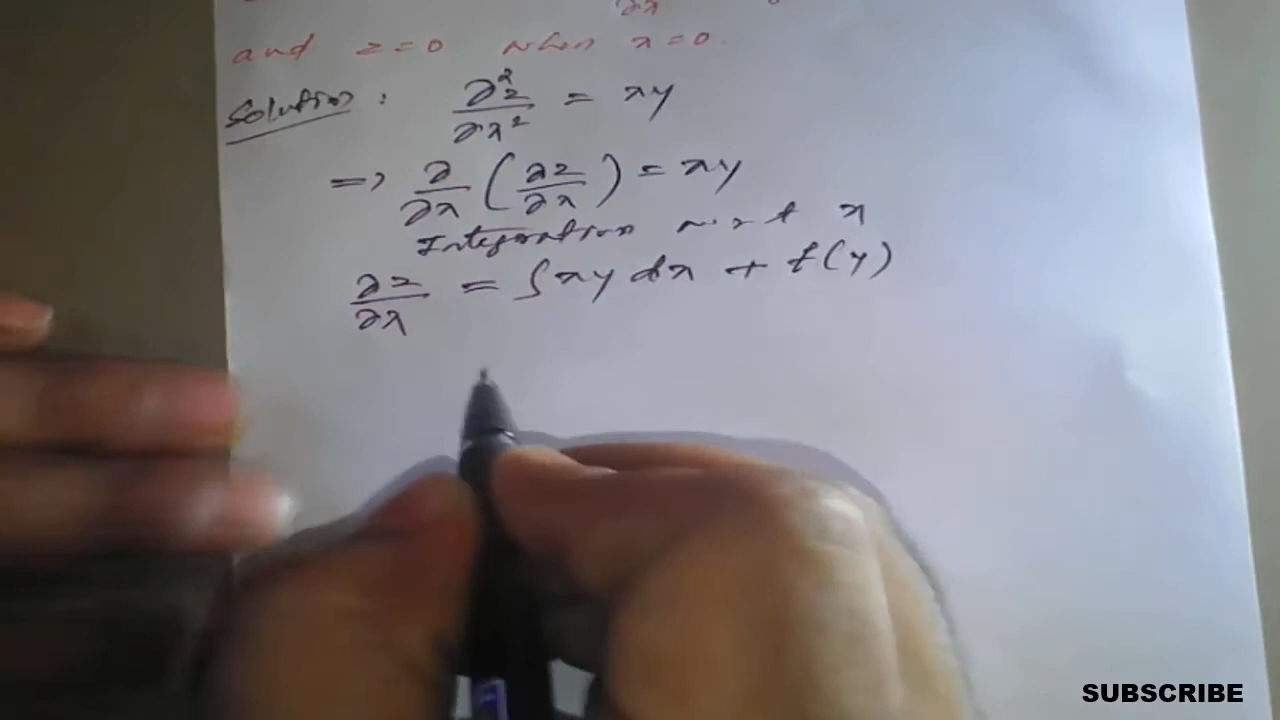 ∂x
and z=0 when x=0.
Solution : ∂²z/∂x² = xy
=> ∂/∂x (∂z/∂x) = xy
Integration w.r.t x
∂z/∂x = ∫xy dx + f(y)
SUBSCRIBE